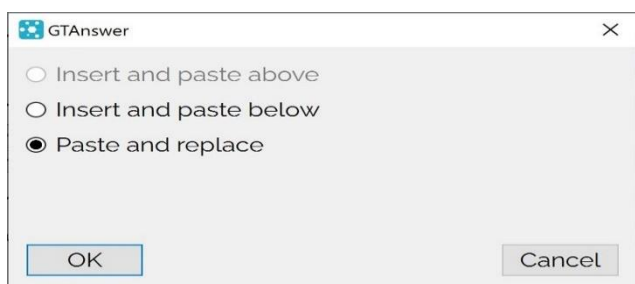 GTAnswer
Insert and paste above
Insert and paste below
Paste and replace
OK Cancel